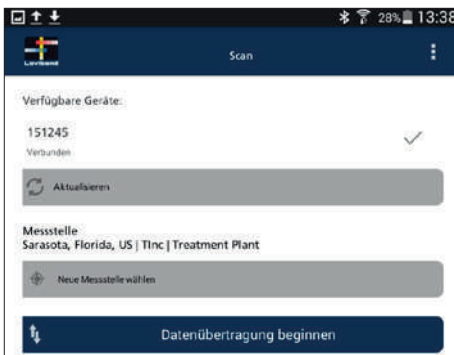 28% 13:38
Lovibond
Scan
Verfügbare Geräte:
151245
Verbunden
Aktualisieren
Messstelle
Sarasota, Florida, US | TInc | Treatment Plant
Neue Messstelle wählen
Datenübertragung beginnen